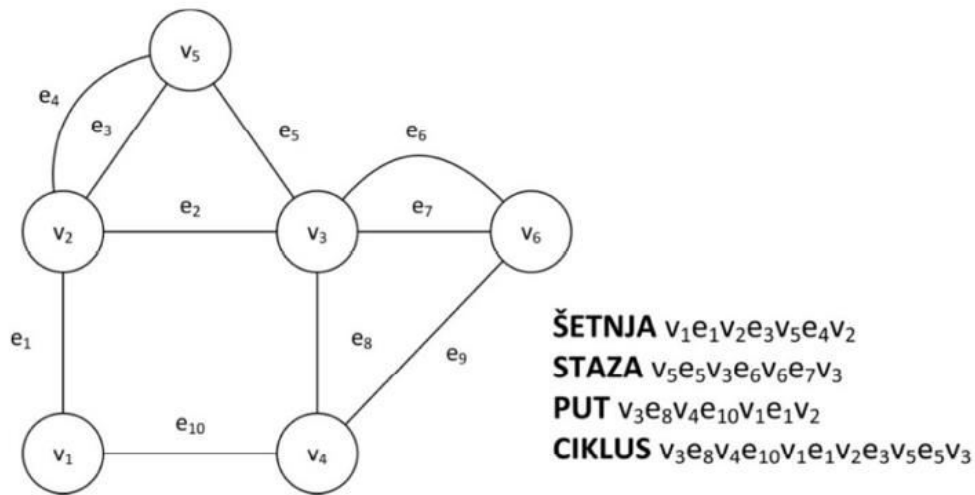 v₅
e₄
e₃
e₅
e₆
e₂
e₇
v₂
v₃
v₆
e₁
e₈
e₉
e₁₀
v₁
v₄
ŠETNJA v₁e₁v₂e₃v₅e₄v₂
STAZA v₅e₅v₃e₆v₆e₇v₃
PUT v₃e₈v₄e₁₀v₁e₁v₂
CIKLUS v₃e₈v₄e₁₀v₁e₁v₂e₃v₅e₅v₃